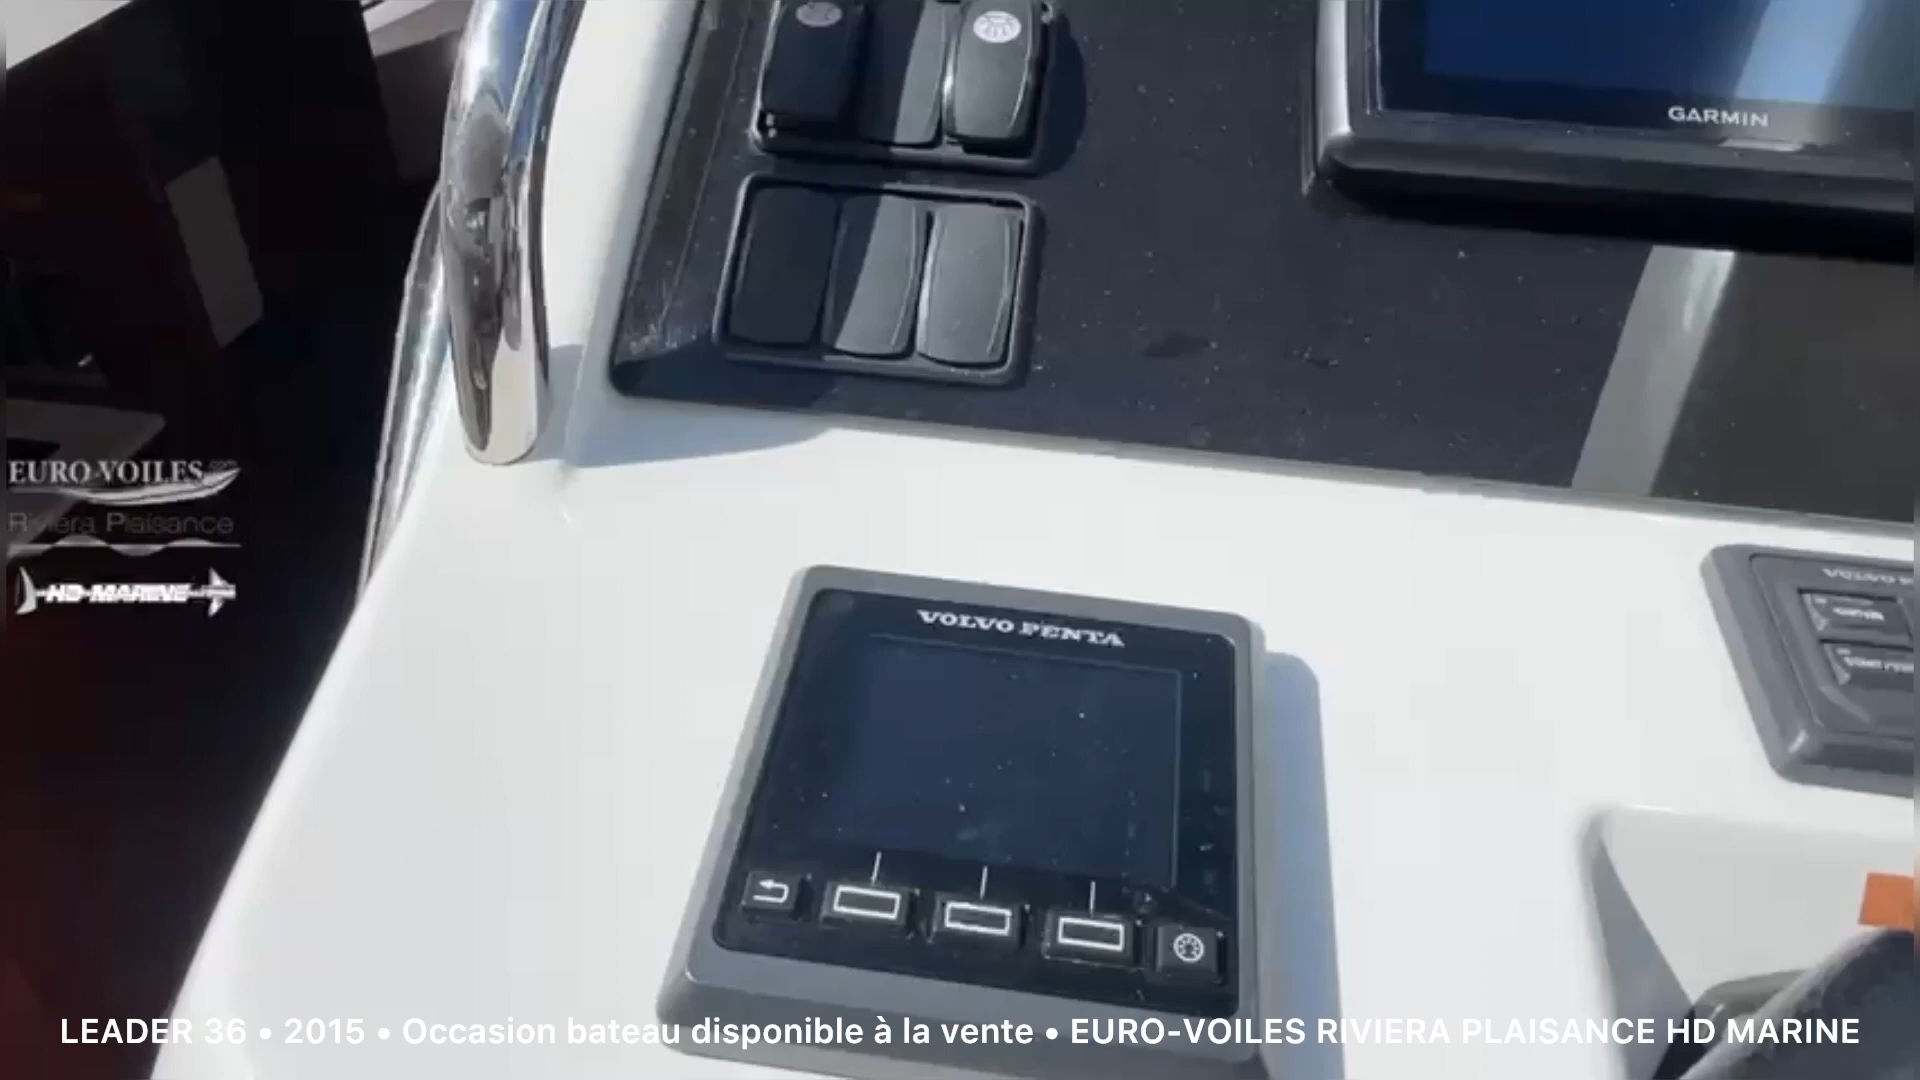 GARMIN
EURO-VOILES.com
Riviera Plaisance
HD-MARINE
VOLVO PENTA
LEADER 36 • 2015 • Occasion bateau disponible à la vente • EURO-VOILES RIVIERA PLAISANCE HD MARINE